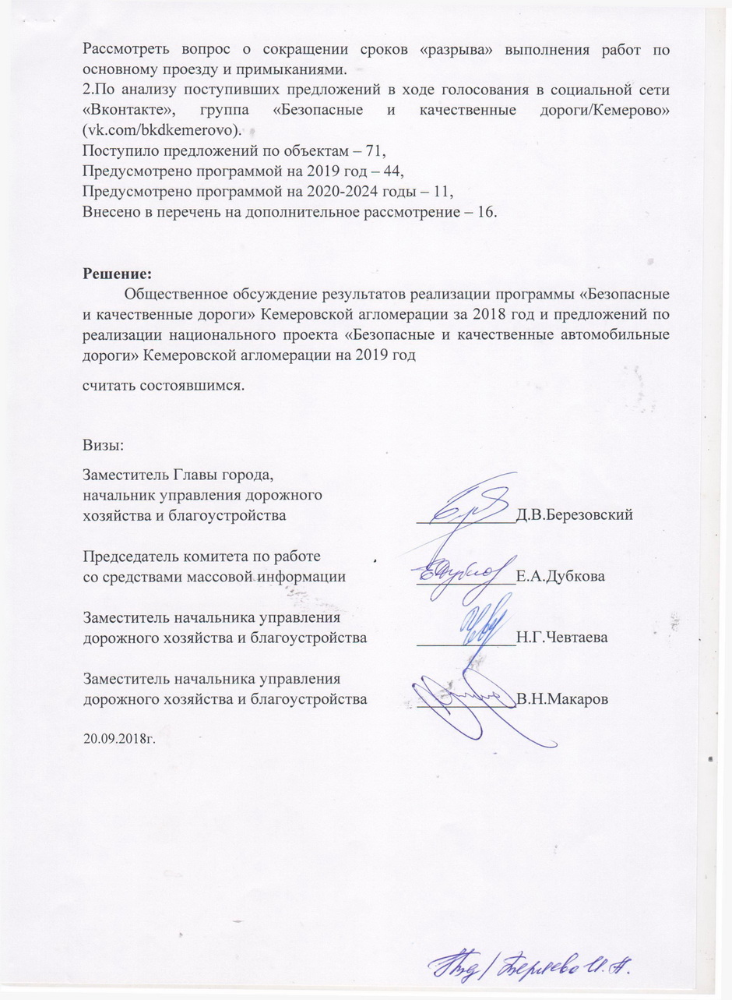 Рассмотреть вопрос о сокращении сроков «разрыва» выполнения работ по
основному проезду и примыканиями.
2.По анализу поступивших предложений в ходе голосования в социальной сети
«Вконтакте», группа «Безопасные и качественные дороги/Кемерово»
(vk.com/bkdkemerovo).
Поступило предложений по объектам – 71,
Предусмотрено программой на 2019 год – 44,
Предусмотрено программой на 2020-2024 годы – 11,
Внесено в перечень на дополнительное рассмотрение – 16.
Решение:
Общественное обсуждение результатов реализации программы «Безопасные
и качественные дороги» Кемеровской агломерации за 2018 год и предложений по
реализации национального проекта «Безопасные и качественные автомобильные
дороги» Кемеровской агломерации на 2019 год
считать состоявшимся.
Визы:
Заместитель Главы города,
начальник управления дорожного
хозяйства и благоустройства ____________Д.В.Березовский
Председатель комитета по работе
со средствами массовой информации ____________Е.А.Дубкова
Заместитель начальника управления
дорожного хозяйства и благоустройства ____________Н.Г.Чевтаева
Заместитель начальника управления
дорожного хозяйства и благоустройства ____________В.Н.Макаров
20.09.2018г.